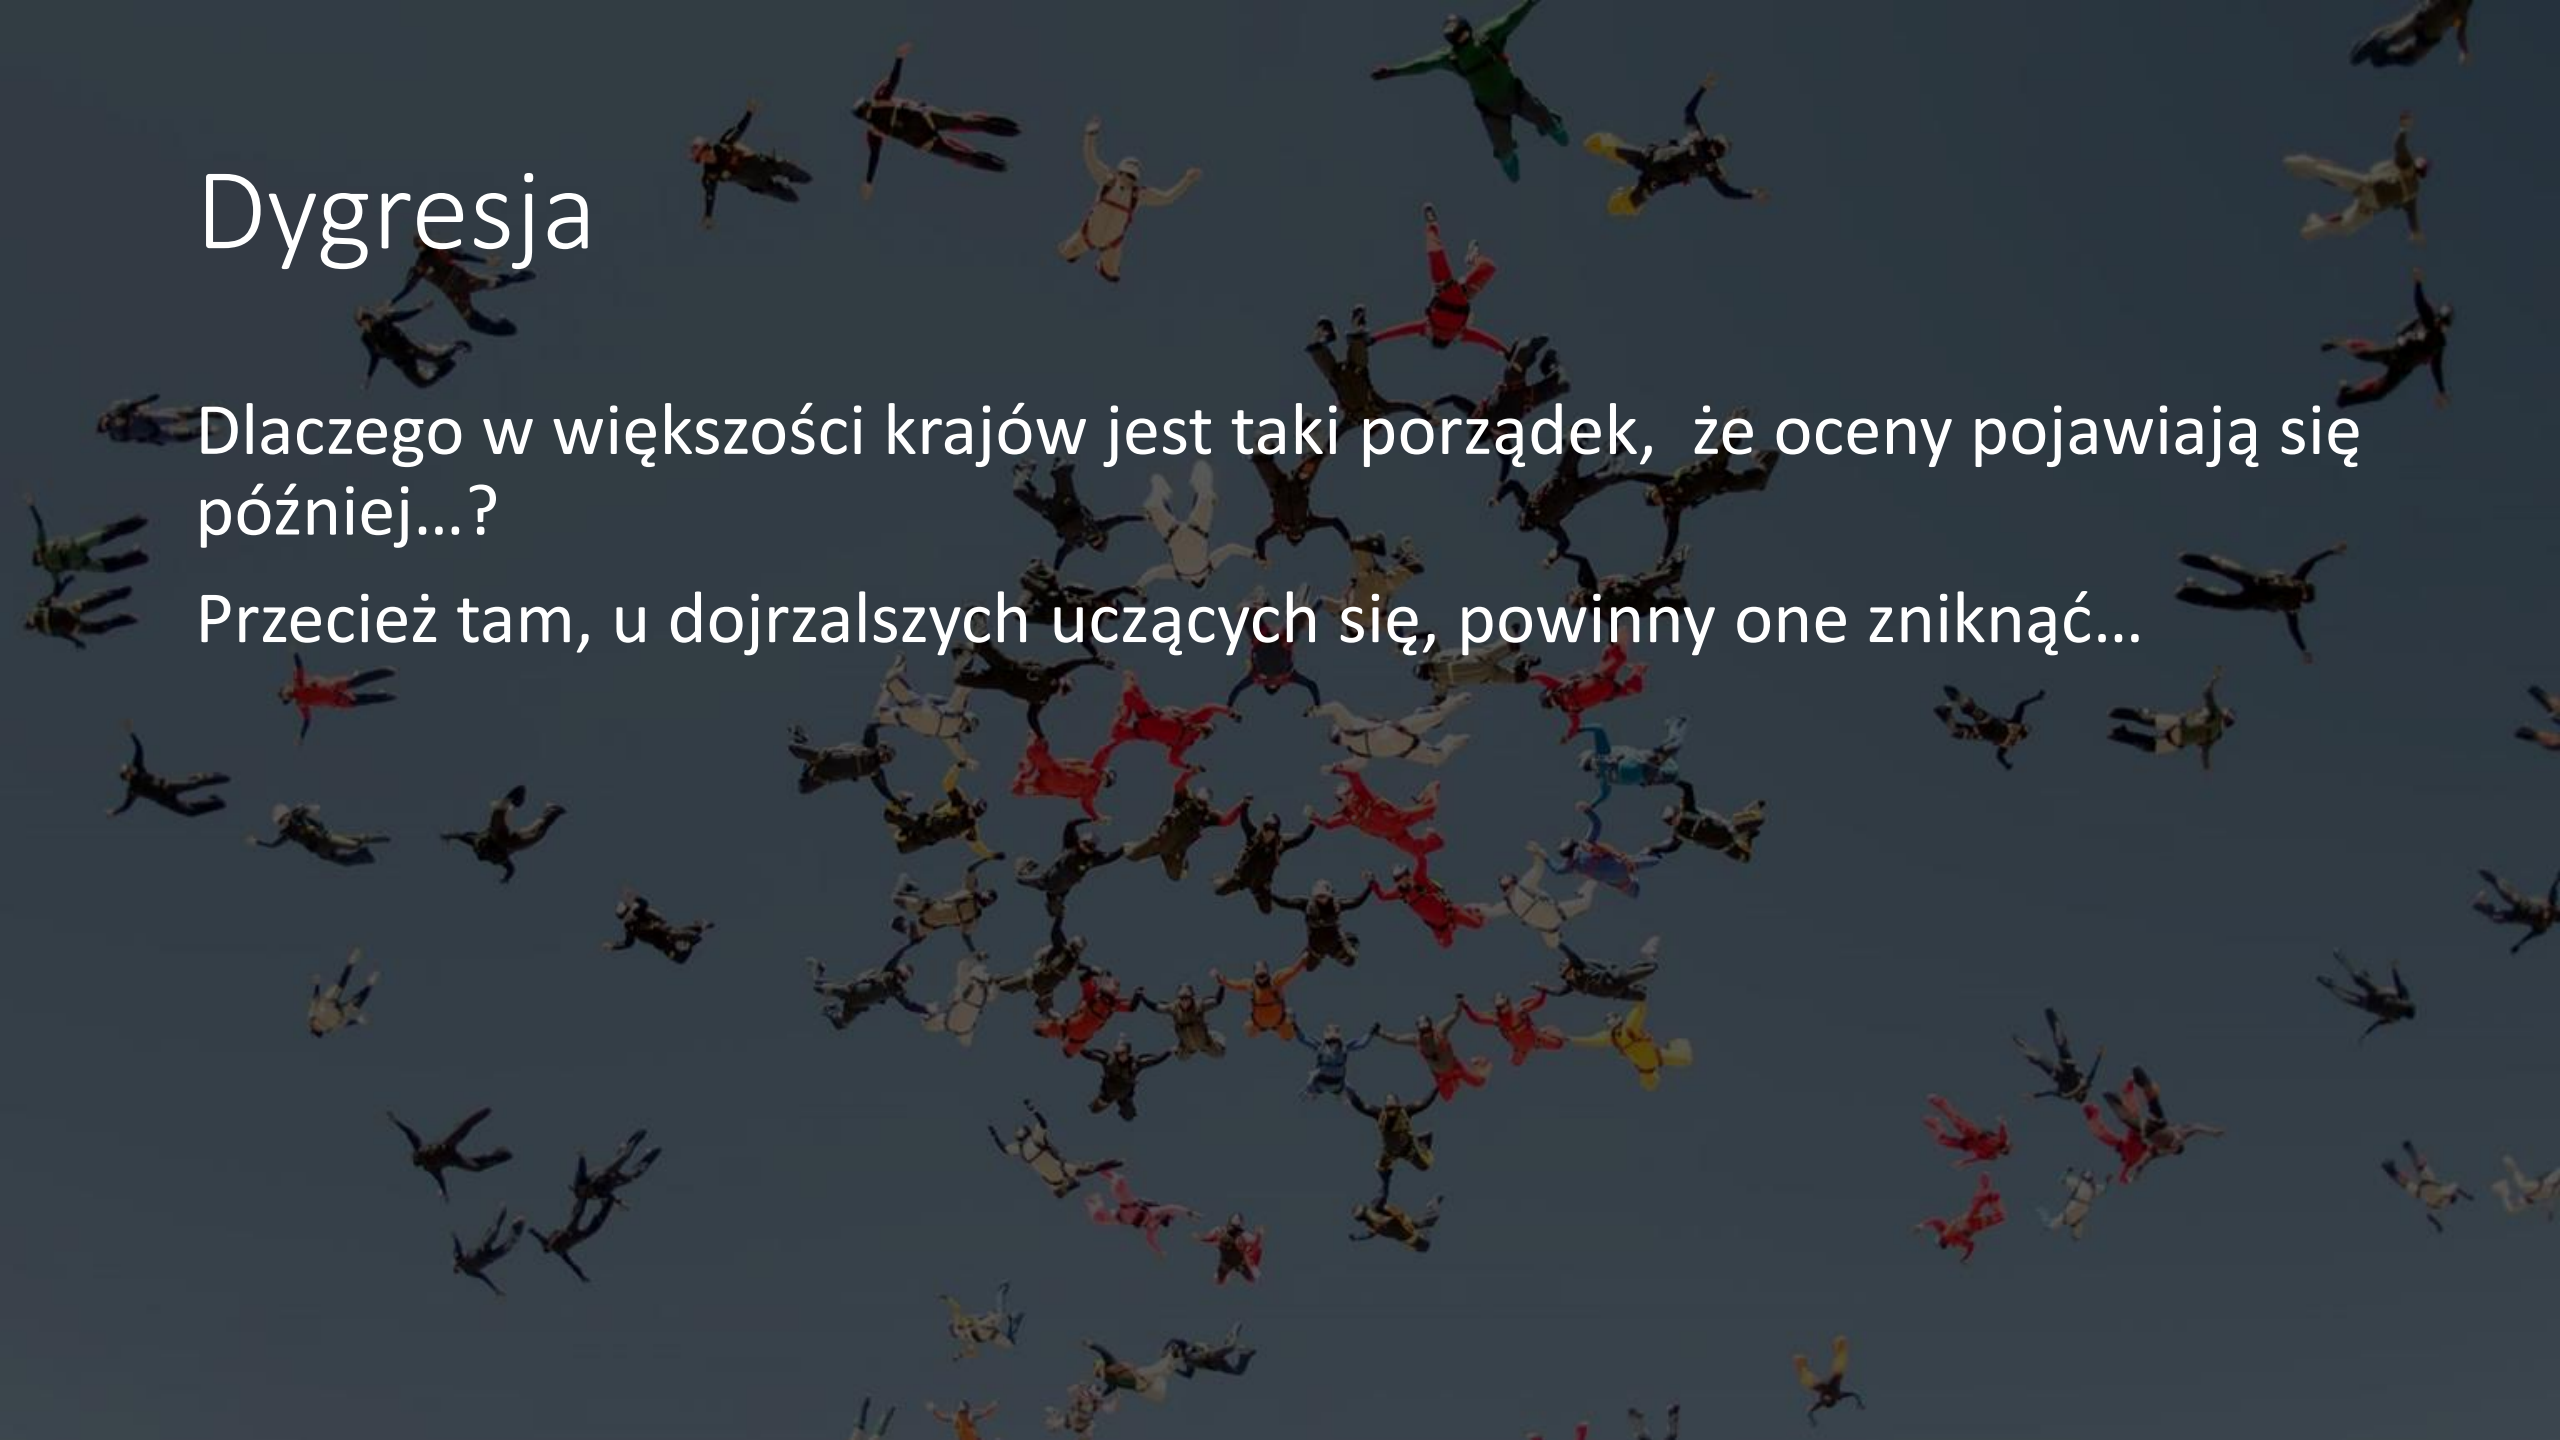 Dygresja
Dlaczego w większości krajów jest taki porządek,  że oceny pojawiają się
później…?
Przecież tam, u dojrzalszych uczących się, powinny one zniknąć…